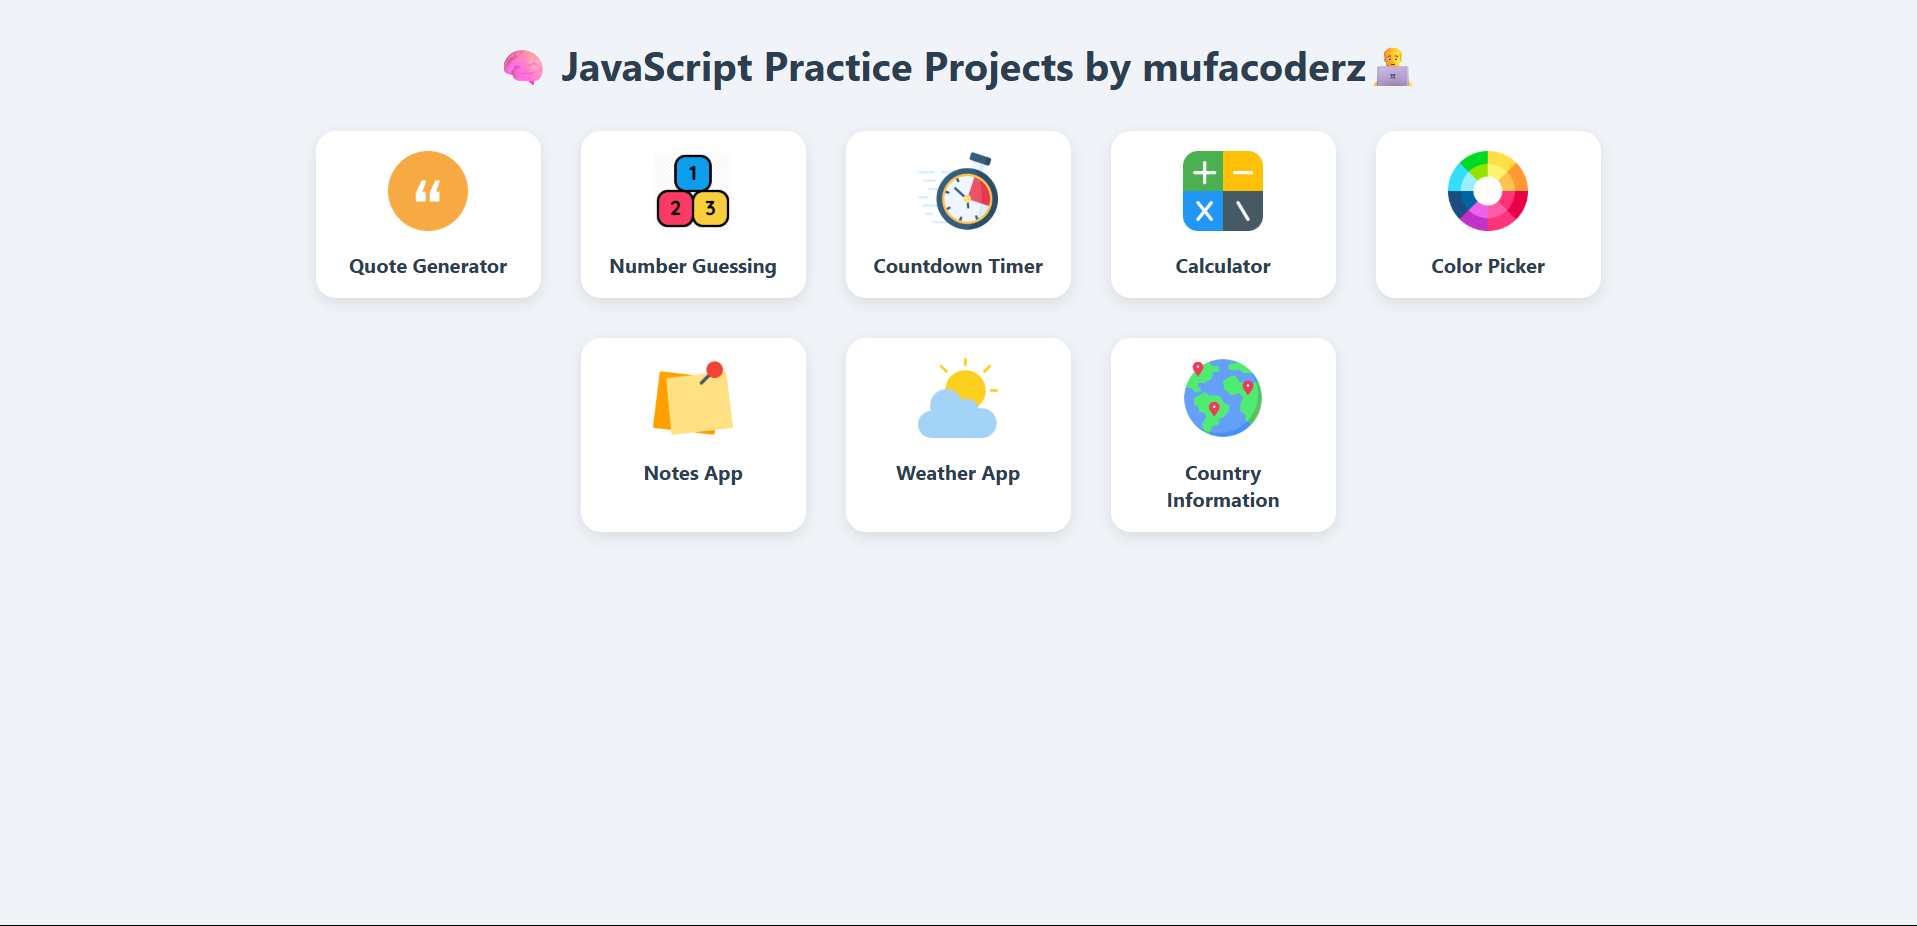 JavaScript Practice Projects by mufacoderz
1
2 3
Quote Generator
Number Guessing
Countdown Timer
Calculator
Color Picker
Notes App
Weather App
Country
Information